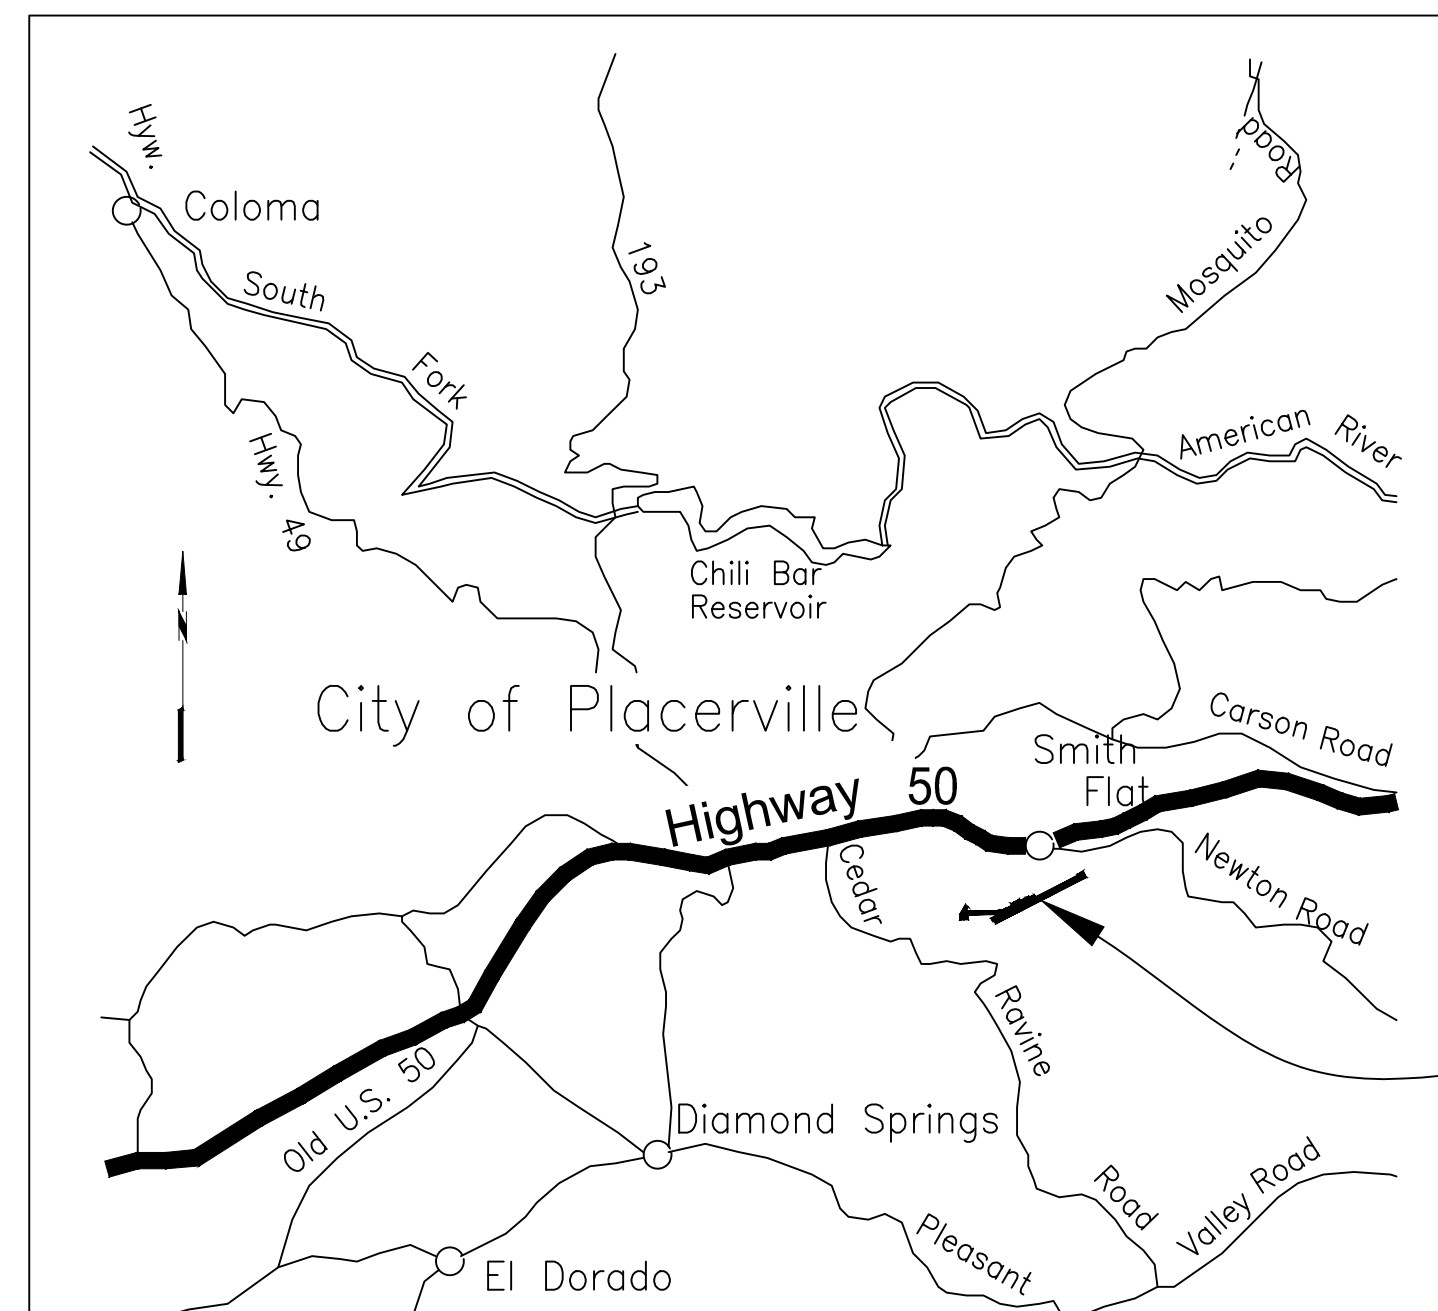 Hyw.
Road
Coloma
Mosquito
193
South
Fork
American River
Hwy. 49
Chili Bar
Reservoir
N
City of Placerville
Carson Road
Smith
Flat
Highway 50
Newton Road
Cedar
Ravine
Road
Old U.S. 50
Diamond Springs
Pleasant
Valley Road
El Dorado